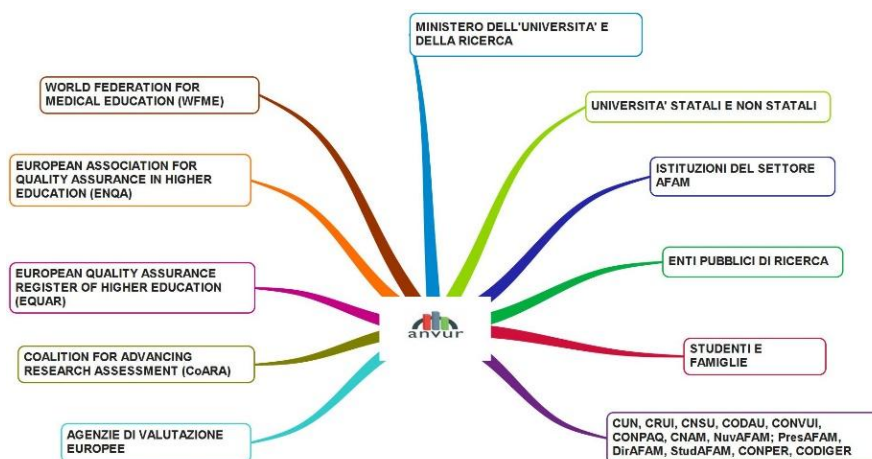 MINISTERO DELL'UNIVERSITA' E
DELLA RICERCA
WORLD FEDERATION FOR
MEDICAL EDUCATION (WFME)
UNIVERSITA' STATALI E NON STATALI
EUROPEAN ASSOCIATION FOR
QUALITY ASSURANCE IN HIGHER
EDUCATION (ENQA)
ISTITUZIONI DEL SETTORE
AFAM
ENTI PUBBLICI DI RICERCA
EUROPEAN QUALITY ASSURANCE
REGISTER OF HIGHER EDUCATION
(EQUAR)
anvur
STUDENTI E
FAMIGLIE
COALITION FOR ADVANCING
RESEARCH ASSESSMENT (CoARA)
AGENZIE DI VALUTAZIONE
EUROPEE
CUN, CRUI, CNSU, CODAU, CONVUI,
CONPAQ, CNAM, NuvAFAM; PresAFAM,
DirAFAM, StudAFAM, CONPER, CODIGER